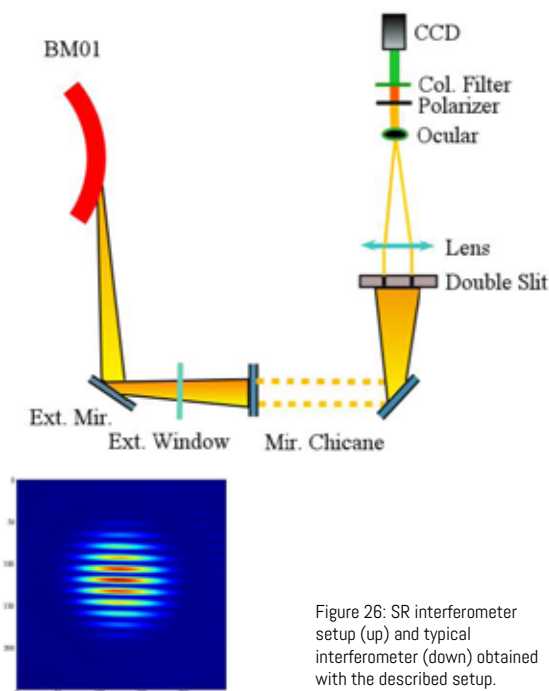 BM01
CCD
Col. Filter
Polarizer
Ocular
Lens
Double Slit
Ext. Mir.
Ext. Window
Mir. Chicane
Figure 26: SR interferometer
setup (up) and typical
interferometer (down) obtained
with the described setup.